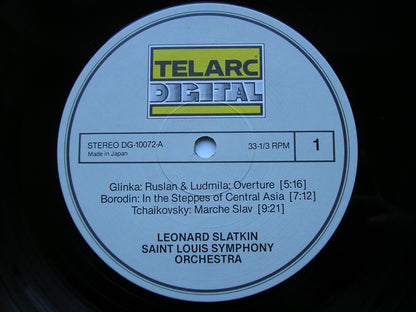 TELARC
DIGITAL
STEREO DG-10072-A
Made in Japan
33-1/3 RPM
1
Glinka: Ruslan & Ludmila: Overture [5:16]
Borodin: In the Steppes of Central Asia [7:12]
Tchaikovsky: Marche Slav [9:21]
LEONARD SLATKIN
SAINT LOUIS SYMPHONY
ORCHESTRA